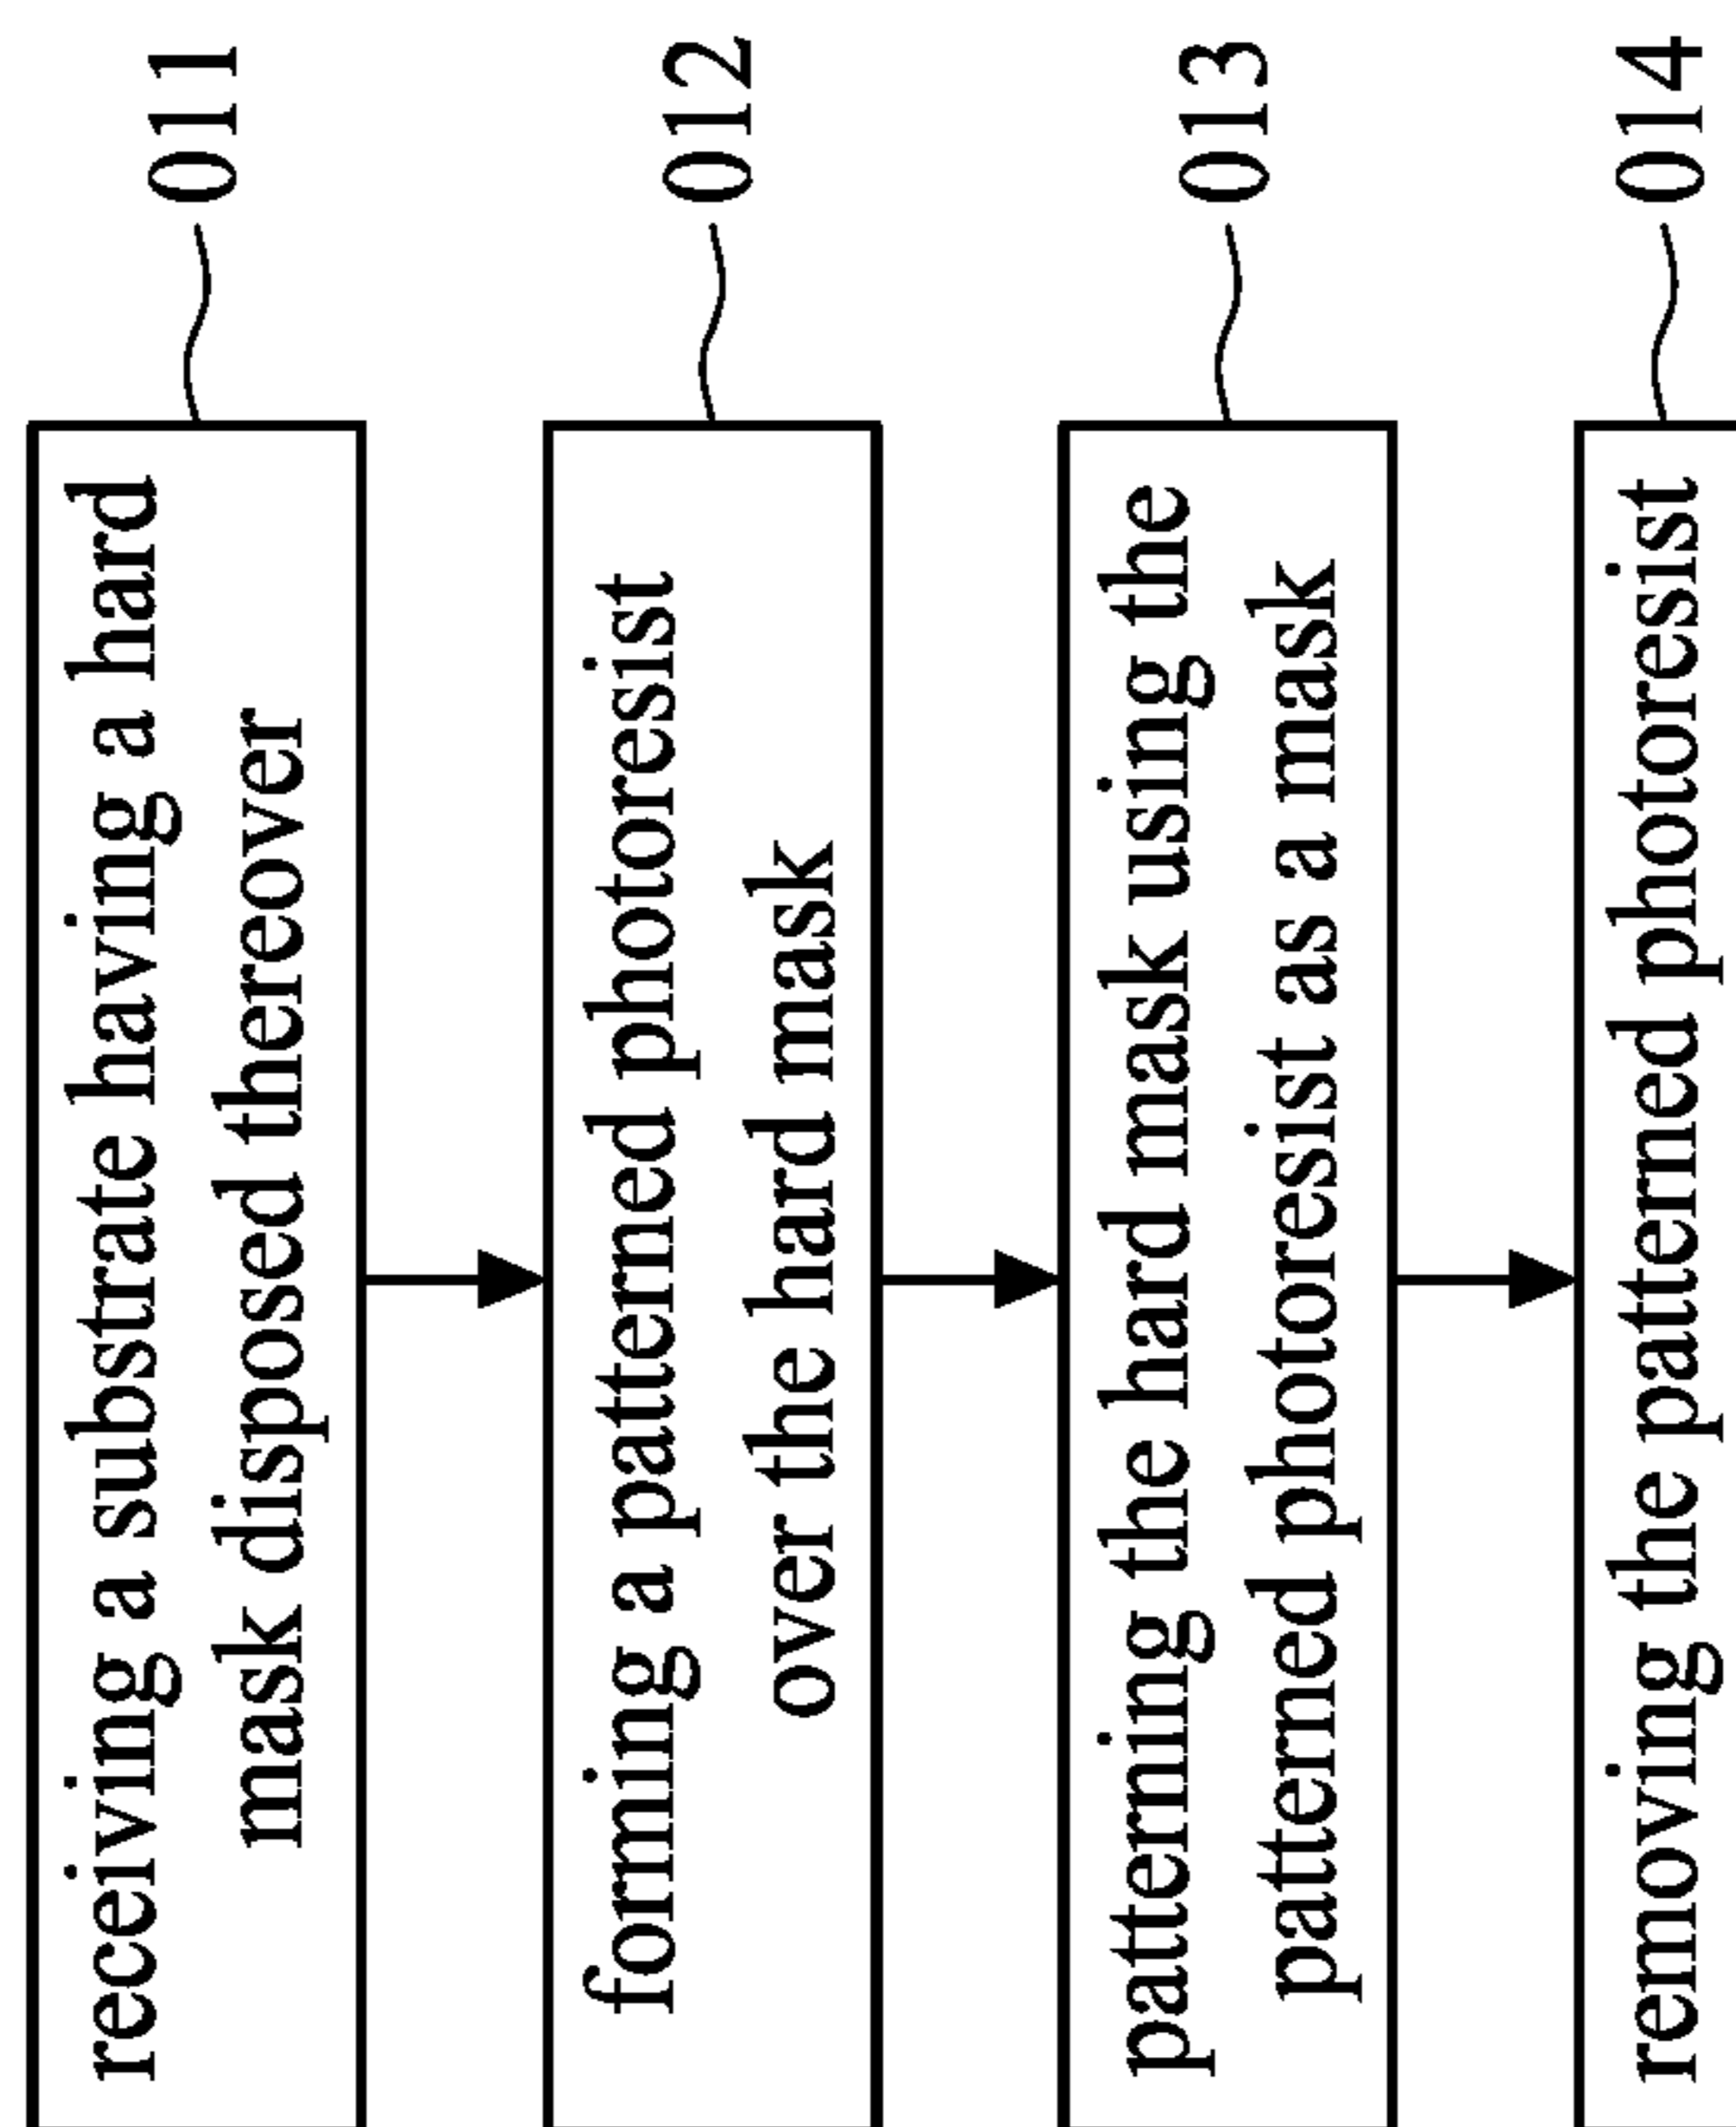 receiving a substrate having a hard
mask disposed thereover
011
forming a patterned photoresist
over the hard mask
012
patterning the hard mask using the
patterned photoresist as a mask
013
removing the patterned photoresist
014